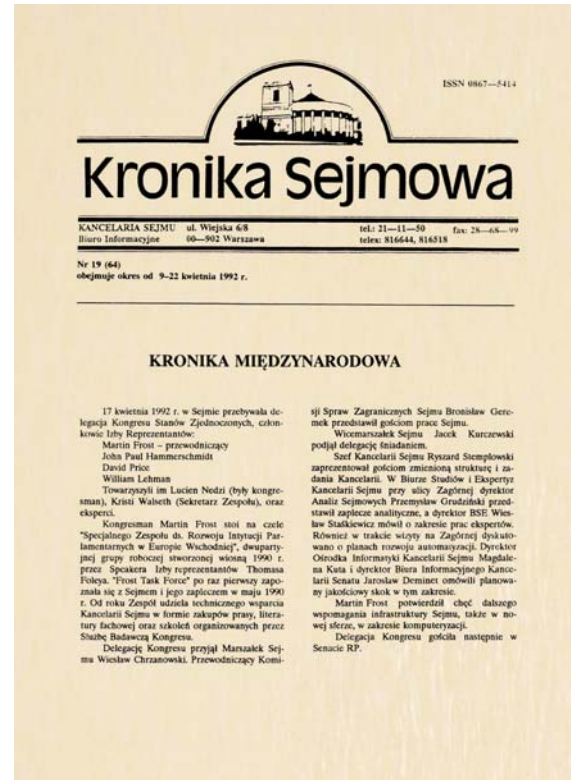 ISSN 0867—5414
Kronika Sejmowa
KANCELARIA SEJMU ul. Wiejska 6/8 tel.: 21—11—50 fax: 28—68—99
Biuro Informacyjne 00—902 Warszawa telex: 816644, 816518
Nr 19 (64)
obejmuje okres od 9–22 kwietnia 1992 r.
KRONIKA MIĘDZYNARODOWA
17 kwietnia 1992 r. w Sejmie przebywała de-
legacja Kongresu Stanów Zjednoczonych, człon-
kowie Izby Reprezentantów:
Martin Frost – przewodniczący
John Paul Hammerschmidt
David Price
William Lehman
Towarzyszyli im Lucien Nedzi (były kongre-
sman), Kristi Walseth (Sekretarz Zespołu), oraz
eksperci.
Kongresman Martin Frost stoi na czele
"Specjalnego Zespołu ds. Rozwoju Intytucji Par-
lamentarnych w Europie Wschodniej", dwuparty-
jnej grupy roboczej stworzonej wiosną 1990 r.
przez Speakera Izby reprezentantów Thomasa
Foleya. "Frost Task Force" po raz pierwszy zapo-
znała się z Sejmem i jego zapleczem w maju 1990
r. Od roku Zespół udziela technicznego wsparcia
Kancelarii Sejmu w formie zakupów prasy, litera-
tury fachowej oraz szkoleń organizowanych przez
Służbę Badawczą Kongresu.
Delegację Kongresu przyjął Marszałek Sej-
mu Wiesław Chrzanowski. Przewodniczący Komi-
sji Spraw Zagranicznych Sejmu Bronisław Gere-
mek przedstawił gościom prace Sejmu.
Wicemarszałek Sejmu Jacek Kurczewski
podjął delegację śniadaniem.
Szef Kancelarii Sejmu Ryszard Stemplowski
zaprezentował gościom zmienioną strukturę i za-
dania Kancelarii. W Biurze Studiów i Ekspertyz
Kancelarii Sejmu przy ulicy Zagórnej dyrektor
Analiz Sejmowych Przemysław Grudziński przed-
stawił zaplecze analityczne, a dyrektor BSE Wies-
ław Staśkiewicz mówił o zakresie prac ekspertów.
Również w trakcie wizyty na Zagórnej dyskuto-
wano o planach rozwoju automatyzacji. Dyrektor
Ośrodka Informatyki Kancelarii Sejmu Magdale-
na Kuta i dyrektor Biura Informacyjnego Kance-
larii Senatu Jarosław Deminet omówili planowa-
ny jakościowy skok w tym zakresie.
Martin Frost potwierdził chęć dalszego
wspomagania infrastruktury Sejmu, także w no-
wej sferze, w zakresie komputeryzacji.
Delegacja Kongresu gościła następnie w
Senacie RP.